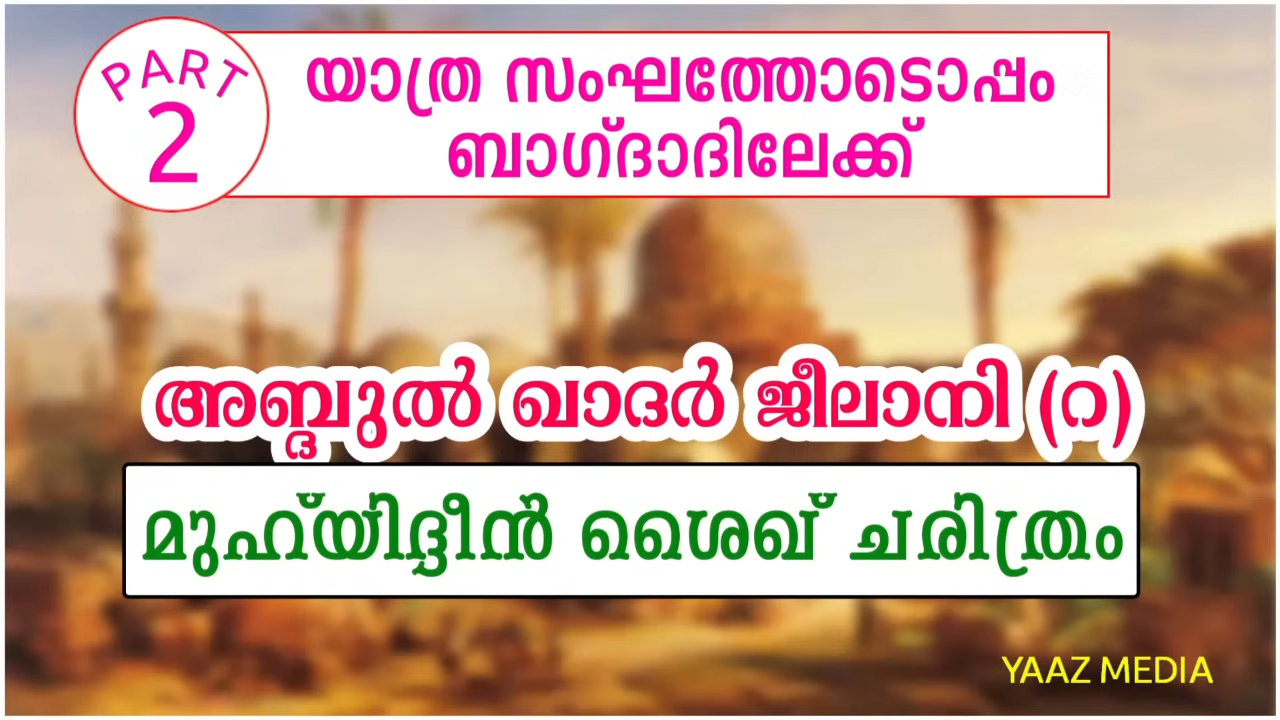 PART
2
യാത്ര സംഘത്തോടൊപ്പം
ബാഗ്ദാദിലേക്ക്
അബ്ദുൽ ഖാദർ ജീലാനി (റ)
മുഹ്‌യിദ്ദീൻ ശൈഖ് ചരിത്രം
YAAZ MEDIA